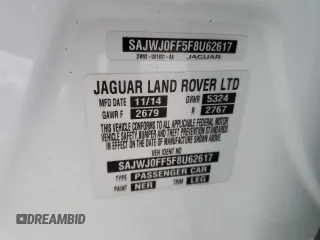 SAJWJ0FF5F8U62617
JAGUAR
JAGUAR LAND ROVER LTD
MFD DATE 11/14 GVWR 5324
GAWR F 2679 R 2767
THIS VEHICLE CONFORMS TO ALL APPLICABLE FEDERAL MOTOR
VEHICLE SAFETY, BUMPER AND THEFT PREVENTION STANDARDS
IN EFFECT ON THE DATE OF MANUFACTURE SHOWN ABOVE.
VEH IDENT Nº
SAJWJ0FF5F8U62617
TYPE PASSENGER CAR
PAINT NER TRIM LEG
DREAMBID